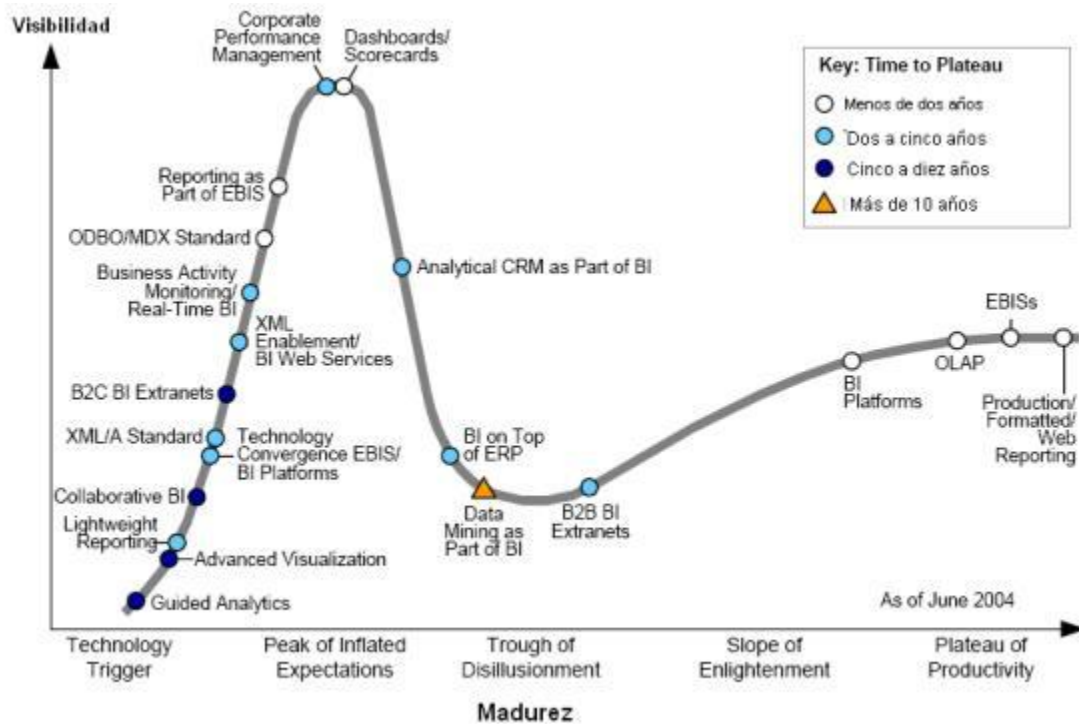 Visibilidad
Corporate
Performance
Management
Dashboards/
Scorecards
Key: Time to Plateau
Menos de dos años
Dos a cinco años
Cinco a diez años
Más de 10 años
Reporting as
Part of EBIS
ODBO/MDX Standard
Business Activity
Monitoring/
Real-Time BI
XML
Enablement/
BI Web Services
B2C BI Extranets
XML/A Standard
Technology
Convergence EBIS/
BI Platforms
Collaborative BI
Lightweight
Reporting
Advanced Visualization
Guided Analytics
Analytical CRM as Part of BI
BI on Top
of ERP
Data
Mining as
Part of BI
B2B BI
Extranets
BI
Platforms
OLAP
EBISs
Production/
Formatted/
Web
Reporting
As of June 2004
Technology
Trigger
Peak of Inflated
Expectations
Trough of
Disillusionment
Slope of
Enlightenment
Plateau of
Productivity
Madurez